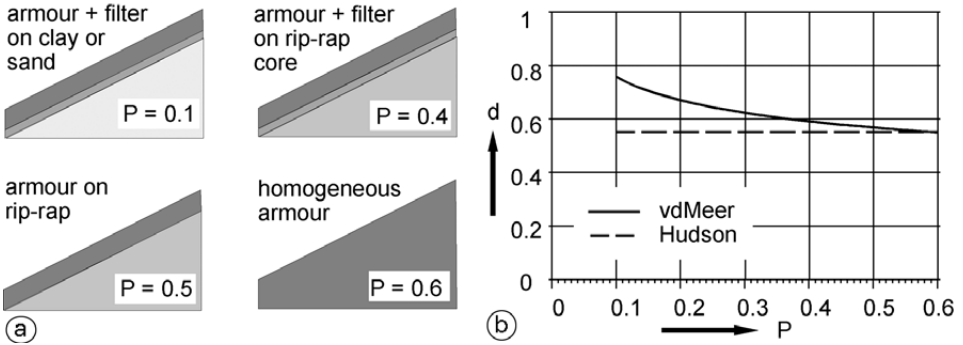 armour + filter
on clay or
sand
P = 0.1
armour + filter
on rip-rap
core
P = 0.4
armour on
rip-rap
P = 0.5
homogeneous
armour
P = 0.6
a
1
0.8
d
0.6
0.4
0.2
0
vdMeer
Hudson
0 0.1 0.2 0.3 0.4 0.5 0.6
P
b